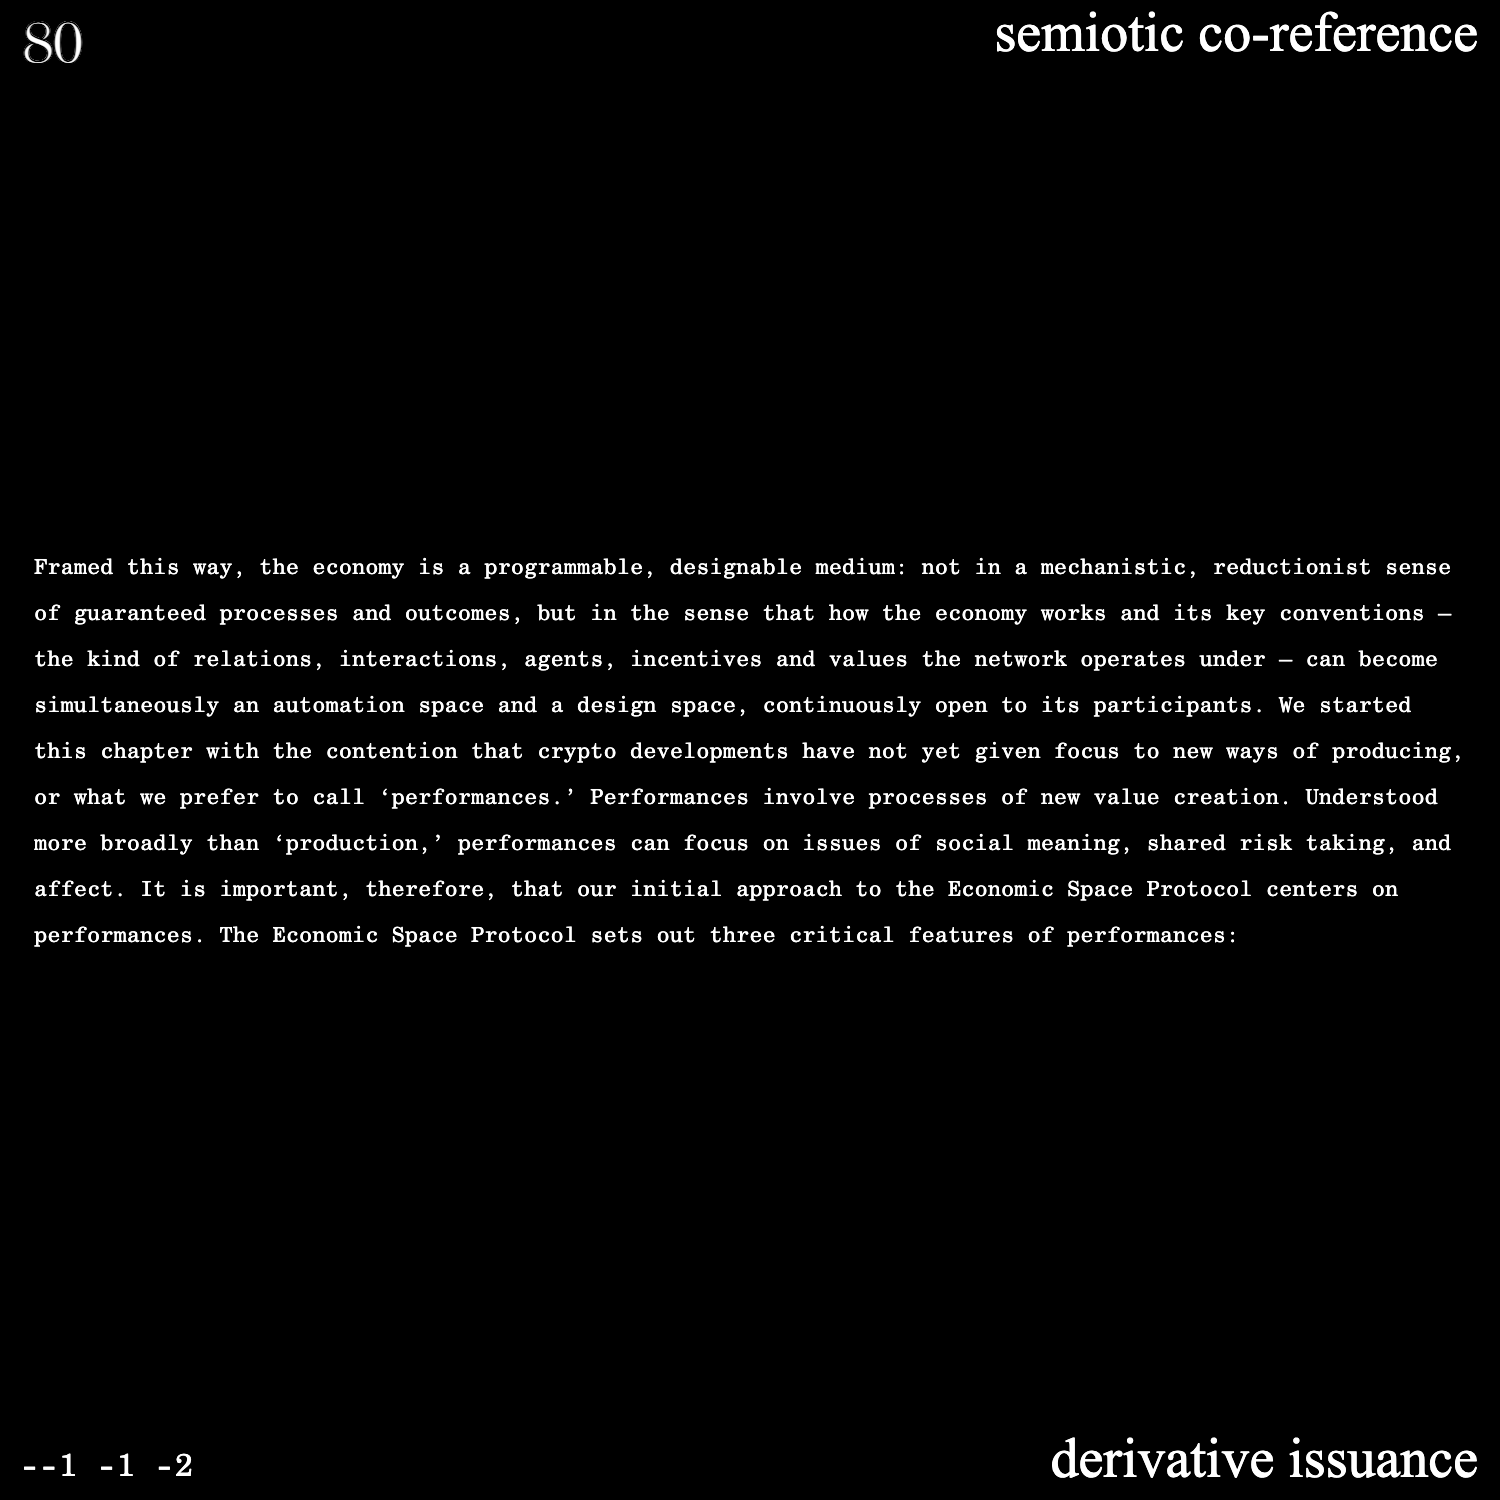 80
semiotic co-reference
Framed this way, the economy is a programmable, designable medium: not in a mechanistic, reductionist sense
of guaranteed processes and outcomes, but in the sense that how the economy works and its key conventions —
the kind of relations, interactions, agents, incentives and values the network operates under — can become
simultaneously an automation space and a design space, continuously open to its participants. We started
this chapter with the contention that crypto developments have not yet given focus to new ways of producing,
or what we prefer to call ‘performances.’ Performances involve processes of new value creation. Understood
more broadly than ‘production,’ performances can focus on issues of social meaning, shared risk taking, and
affect. It is important, therefore, that our initial approach to the Economic Space Protocol centers on
performances. The Economic Space Protocol sets out three critical features of performances:
--1 -1 -2
derivative issuance